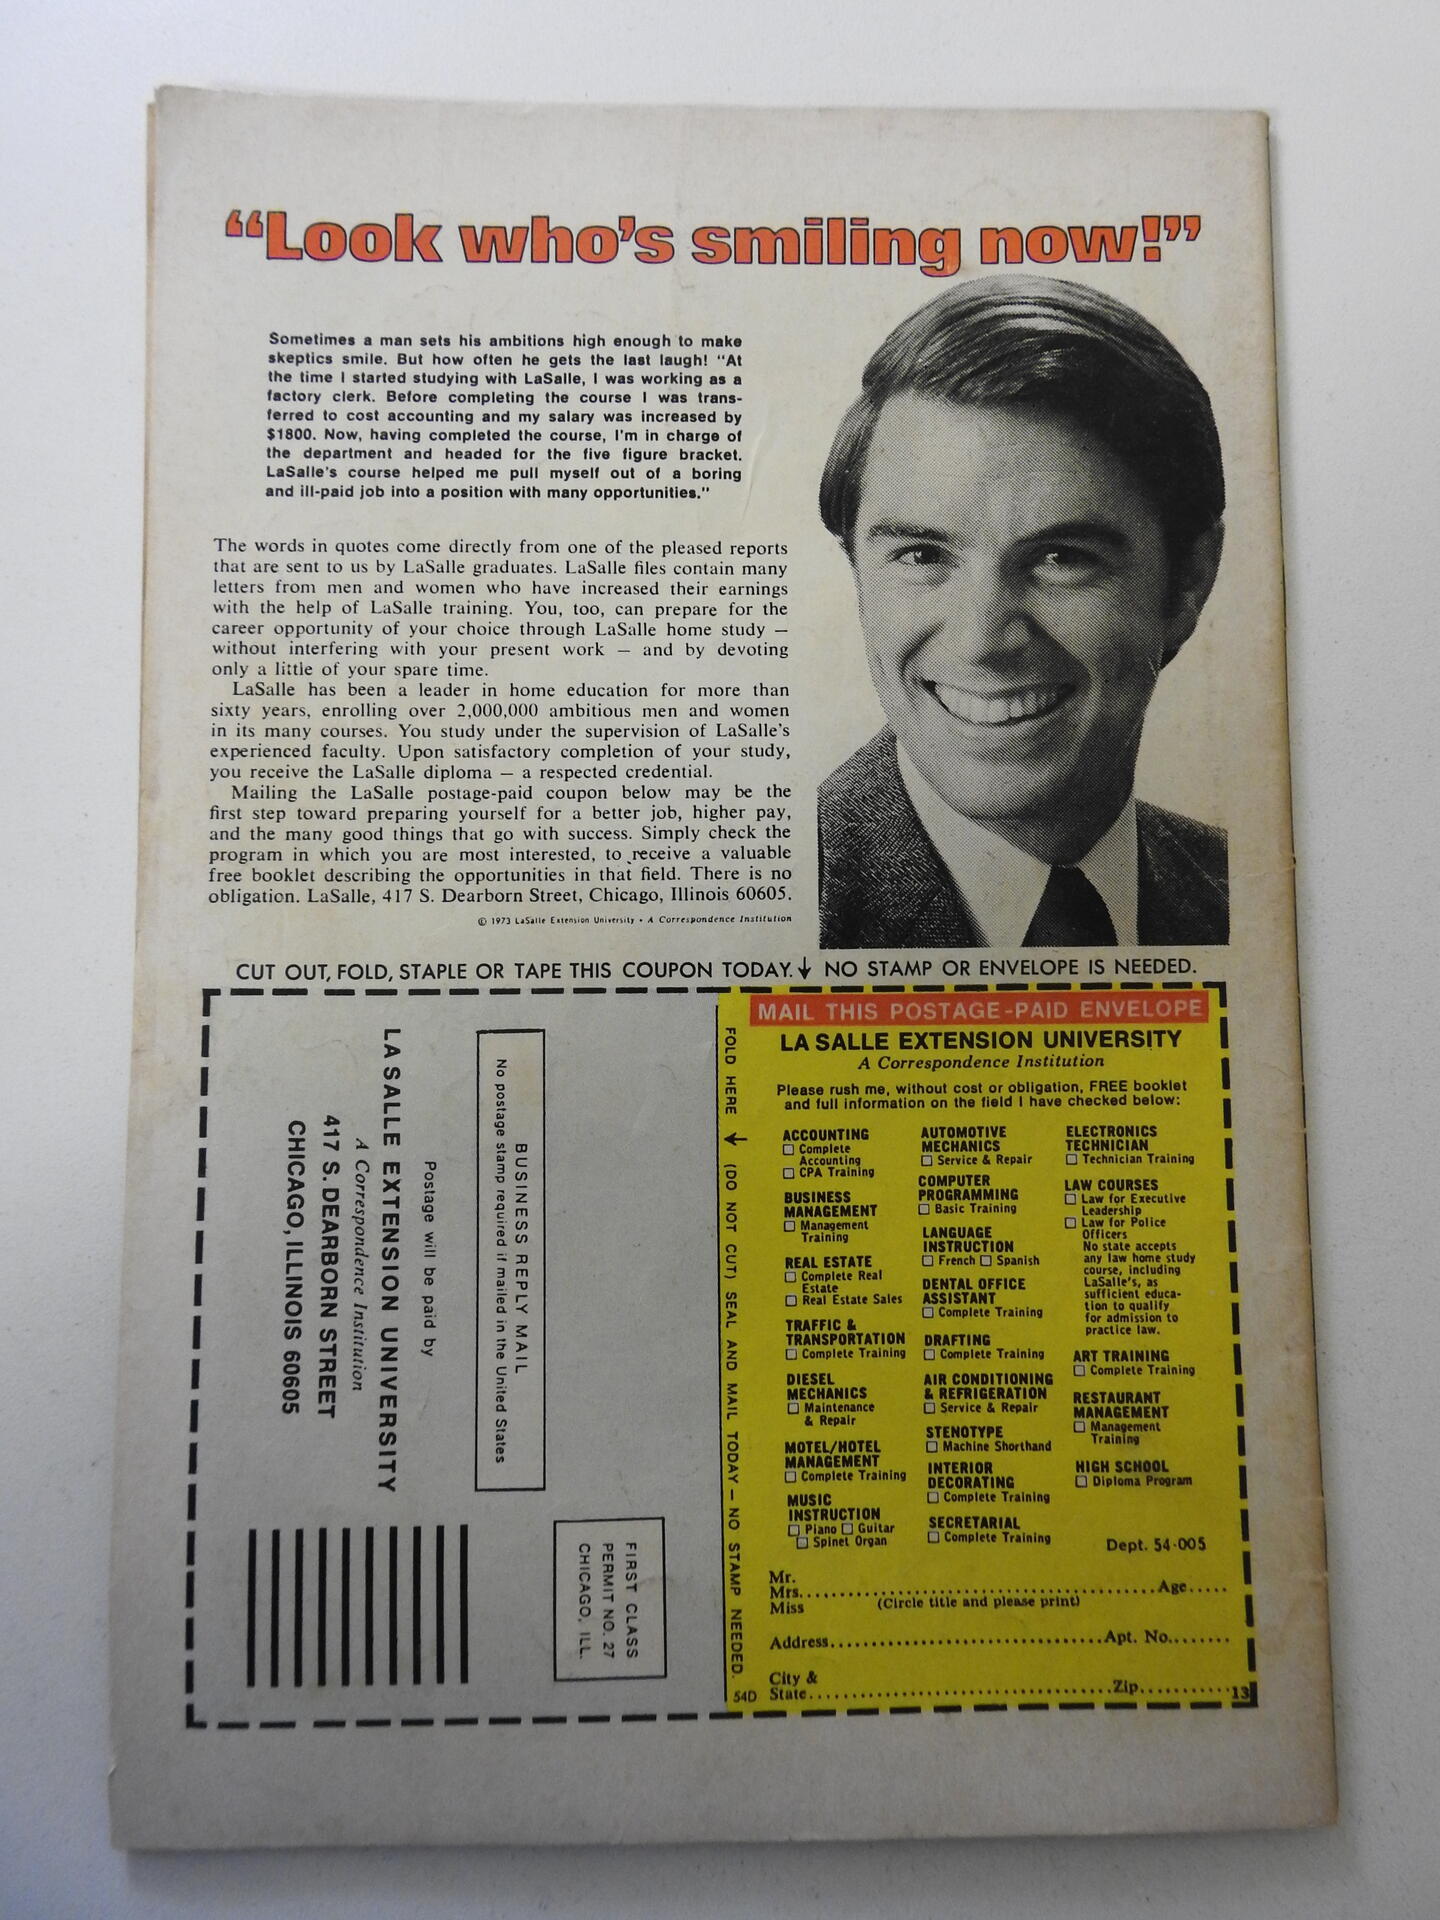 “Look who’s smiling now!”
Sometimes a man sets his ambitions high enough to make
skeptics smile. But how often he gets the last laugh! "At
the time I started studying with LaSalle, I was working as a
factory clerk. Before completing the course I was trans-
ferred to cost accounting and my salary was increased by
$1800. Now, having completed the course, I'm in charge of
the department and headed for the five figure bracket.
LaSalle's course helped me pull myself out of a boring
and ill-paid job into a position with many opportunities."
The words in quotes come directly from one of the pleased reports
that are sent to us by LaSalle graduates. LaSalle files contain many
letters from men and women who have increased their earnings
with the help of LaSalle training. You, too, can prepare for the
career opportunity of your choice through LaSalle home study —
without interfering with your present work — and by devoting
only a little of your spare time.
LaSalle has been a leader in home education for more than
sixty years, enrolling over 2,000,000 ambitious men and women
in its many courses. You study under the supervision of LaSalle's
experienced faculty. Upon satisfactory completion of your study,
you receive the LaSalle diploma — a respected credential.
Mailing the LaSalle postage-paid coupon below may be the
first step toward preparing yourself for a better job, higher pay,
and the many good things that go with success. Simply check the
program in which you are most interested, to receive a valuable
free booklet describing the opportunities in that field. There is no
obligation. LaSalle, 417 S. Dearborn Street, Chicago, Illinois 60605.
© 1973 LaSalle Extension University • A Correspondence Institution
CUT OUT, FOLD, STAPLE OR TAPE THIS COUPON TODAY. ↓ NO STAMP OR ENVELOPE IS NEEDED.
FIRST CLASS
PERMIT NO. 27
CHICAGO, ILL.
BUSINESS REPLY MAIL
No postage stamp required if mailed in the United States
Postage will be paid by
LA SALLE EXTENSION UNIVERSITY
A Correspondence Institution
417 S. DEARBORN STREET
CHICAGO, ILLINOIS 60605
FOLD HERE → (DO NOT CUT) SEAL AND MAIL TODAY — NO STAMP NEEDED.
MAIL THIS POSTAGE-PAID ENVELOPE
LA SALLE EXTENSION UNIVERSITY
A Correspondence Institution
Please rush me, without cost or obligation, FREE booklet
and full information on the field I have checked below:
ACCOUNTING
☐ Complete
Accounting
☐ CPA Training
BUSINESS
MANAGEMENT
☐ Management
Training
REAL ESTATE
☐ Complete Real
Estate
☐ Real Estate Sales
TRAFFIC &
TRANSPORTATION
☐ Complete Training
DIESEL
MECHANICS
☐ Maintenance
& Repair
MOTEL/HOTEL
MANAGEMENT
☐ Complete Training
MUSIC
INSTRUCTION
☐ Piano ☐ Guitar
☐ Spinet Organ
AUTOMOTIVE
MECHANICS
☐ Service & Repair
COMPUTER
PROGRAMMING
☐ Basic Training
LANGUAGE
INSTRUCTION
☐ French ☐ Spanish
DENTAL OFFICE
ASSISTANT
☐ Complete Training
DRAFTING
☐ Complete Training
AIR CONDITIONING
& REFRIGERATION
☐ Service & Repair
STENOTYPE
☐ Machine Shorthand
INTERIOR
DECORATING
☐ Complete Training
SECRETARIAL
☐ Complete Training
ELECTRONICS
TECHNICIAN
☐ Technician Training
LAW COURSES
☐ Law for Executive
Leadership
☐ Law for Police
Officers
No state accepts
any law home study
course, including
LaSalle's, as
sufficient educa-
tion to qualify
for admission to
practice law.
ART TRAINING
☐ Complete Training
RESTAURANT
MANAGEMENT
☐ Management
Training
HIGH SCHOOL
☐ Diploma Program
Dept. 54-005
Mr.
Mrs. Age
Miss (Circle title and please print)
Address Apt. No.
City &
State Zip
54D
13